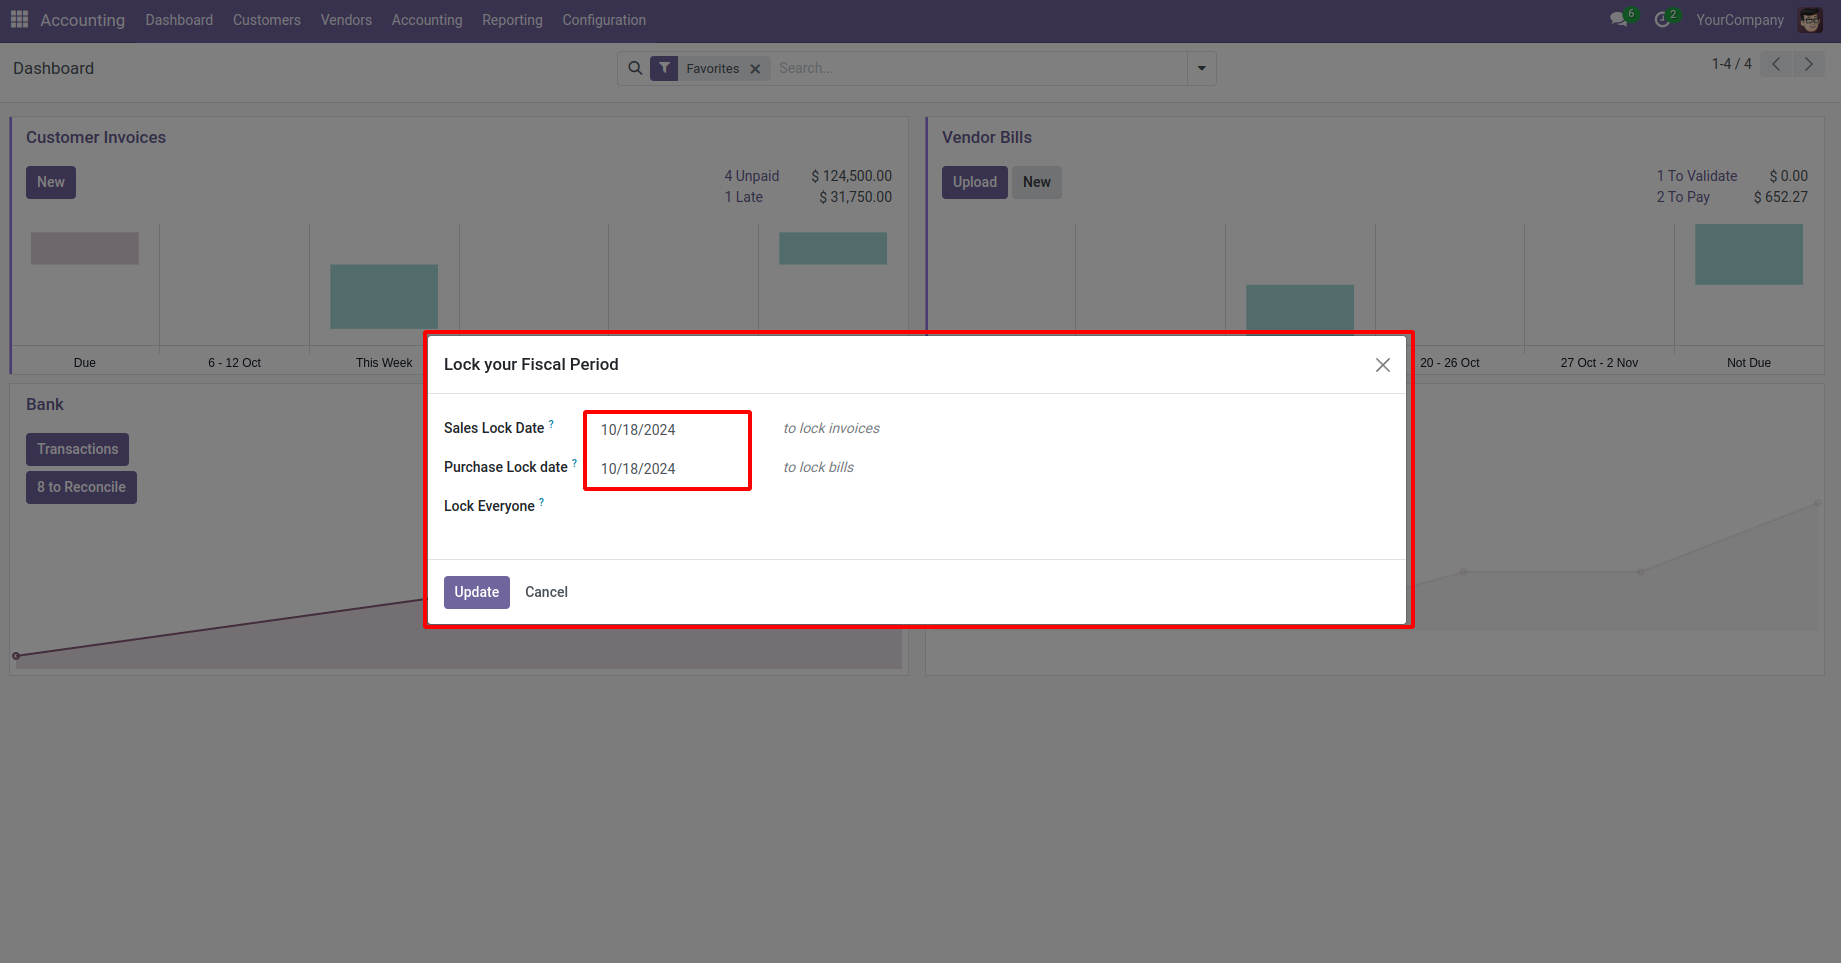 Accounting Dashboard Customers Vendors Accounting Reporting Configuration 6 2 YourCompany
Dashboard Favorites Search... 1-4 / 4
Customer Invoices
New
4 Unpaid $ 124,500.00
1 Late $ 31,750.00
Due 6 - 12 Oct This Week
Vendor Bills
Upload New
1 To Validate $ 0.00
2 To Pay $ 652.27
20 - 26 Oct 27 Oct - 2 Nov Not Due
Bank
Transactions
8 to Reconcile
Lock your Fiscal Period
Sales Lock Date ? 10/18/2024 to lock invoices
Purchase Lock date ? 10/18/2024 to lock bills
Lock Everyone ?
Update Cancel